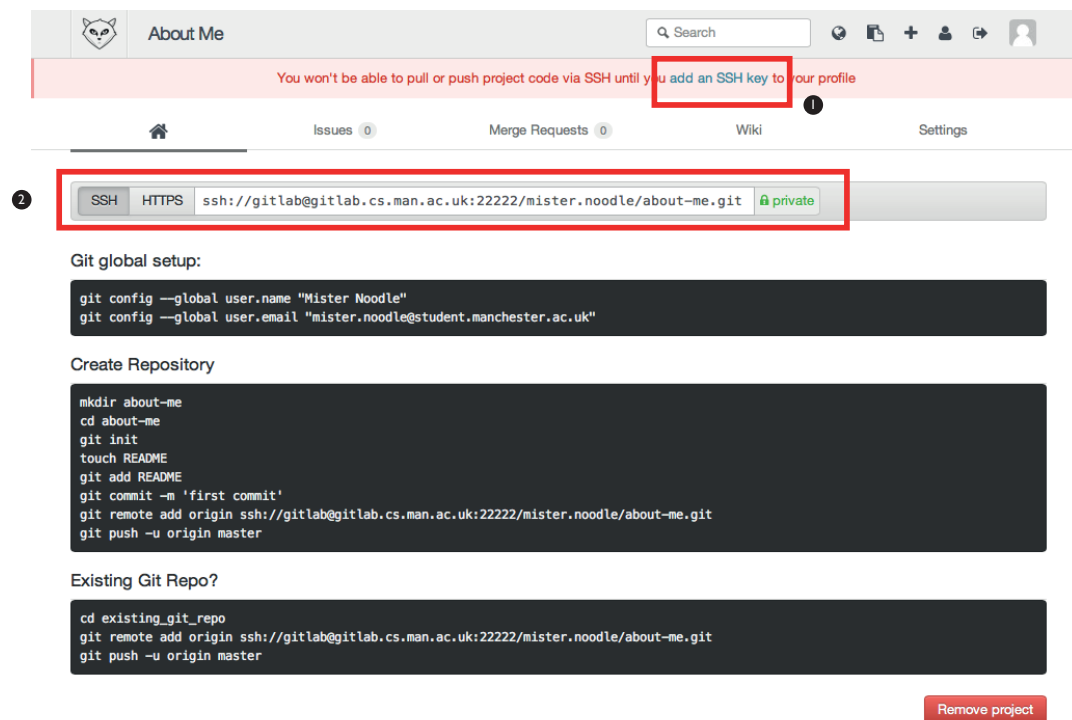 About Me
Search
You won't be able to pull or push project code via SSH until you add an SSH key to your profile
1
Issues 0 Merge Requests 0 Wiki Settings
2
SSH HTTPS ssh://gitlab@gitlab.cs.man.ac.uk:22222/mister.noodle/about-me.git private
Git global setup:
git config --global user.name "Mister Noodle"
git config --global user.email "mister.noodle@student.manchester.ac.uk"
Create Repository
mkdir about-me
cd about-me
git init
touch README
git add README
git commit -m 'first commit'
git remote add origin ssh://gitlab@gitlab.cs.man.ac.uk:22222/mister.noodle/about-me.git
git push -u origin master
Existing Git Repo?
cd existing_git_repo
git remote add origin ssh://gitlab@gitlab.cs.man.ac.uk:22222/mister.noodle/about-me.git
git push -u origin master
Remove project